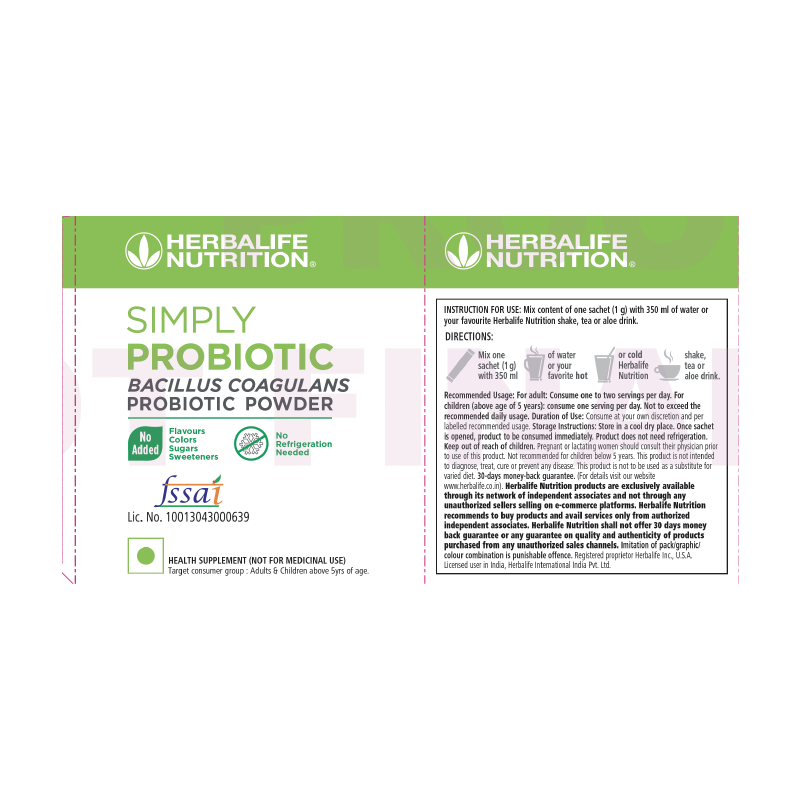 HERBALIFE
NUTRITION®
SIMPLY
PROBIOTIC
BACILLUS COAGULANS
PROBIOTIC POWDER
No
Added
Flavours
Colors
Sugars
Sweeteners
No
Refrigeration
Needed
fssai
Lic. No. 10013043000639
HEALTH SUPPLEMENT (NOT FOR MEDICINAL USE)
Target consumer group : Adults & Children above 5yrs of age.
HERBALIFE
NUTRITION®
INSTRUCTION FOR USE: Mix content of one sachet (1 g) with 350 ml of water or
your favourite Herbalife Nutrition shake, tea or aloe drink.
DIRECTIONS:
Mix one
sachet (1 g)
with 350 ml
of water
or your
favorite hot
or cold
Herbalife
Nutrition
shake,
tea or
aloe drink.
Recommended Usage: For adult: Consume one to two servings per day. For
children (above age of 5 years): consume one serving per day. Not to exceed the
recommended daily usage. Duration of Use: Consume at your own discretion and per
labelled recommended usage. Storage Instructions: Store in a cool dry place. Once sachet
is opened, product to be consumed immediately. Product does not need refrigeration.
Keep out of reach of children. Pregnant or lactating women should consult their physician prior
to use of this product. Not recommended for children below 5 years. This product is not intended
to diagnose, treat, cure or prevent any disease. This product is not to be used as a substitute for
varied diet. 30-days money-back guarantee. (For details visit our website
www.herbalife.co.in). Herbalife Nutrition products are exclusively available
through its network of independent associates and not through any
unauthorized sellers selling on e-commerce platforms. Herbalife Nutrition
recommends to buy products and avail services only from authorized
independent associates. Herbalife Nutrition shall not offer 30 days money
back guarantee or any guarantee on quality and authenticity of products
purchased from any unauthorized sales channels. Imitation of pack/graphic/
colour combination is punishable offence. Registered proprietor Herbalife Inc., U.S.A.
Licensed user in India, Herbalife International India Pvt. Ltd.